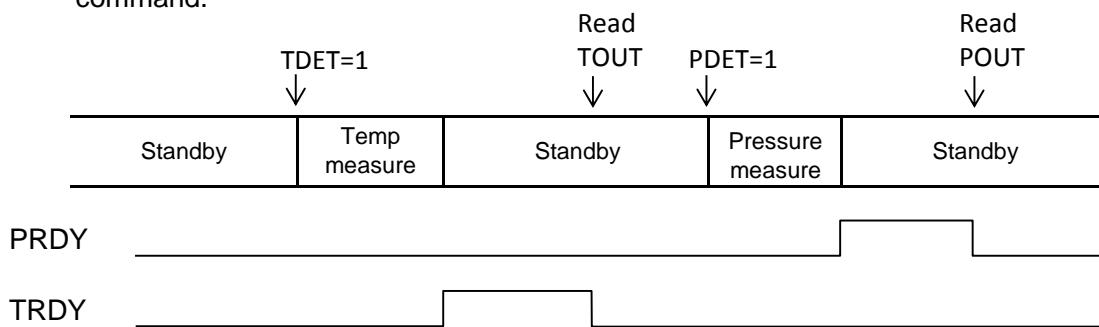 command.
Read
TOUT
Read
POUT
TDET=1
PDET=1
Standby
Temp
measure
Standby
Pressure
measure
Standby
PRDY
TRDY